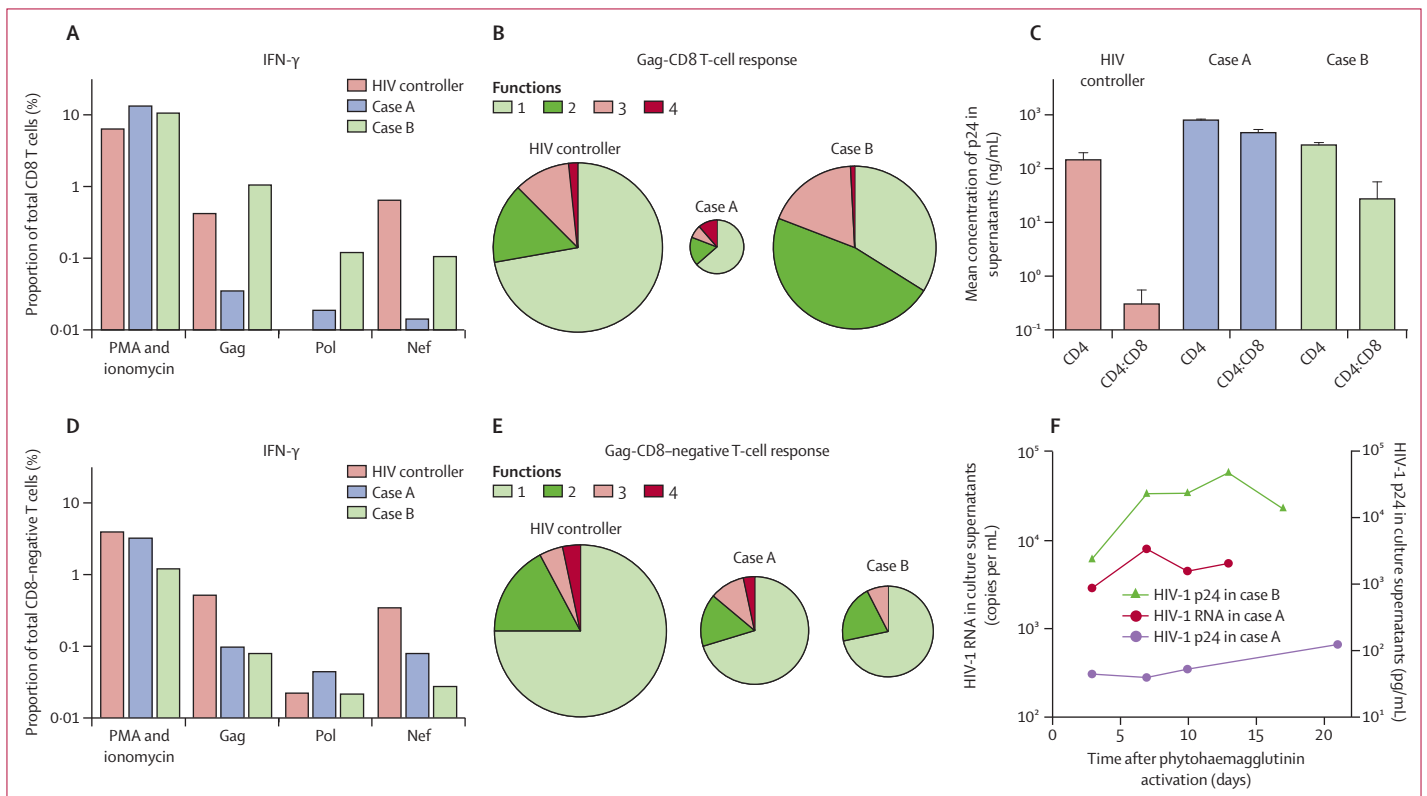 A
IFN-γ
Proportion of total CD8 T cells (%)
10
1
0·1
0·01
HIV controller
Case A
Case B
PMA and
ionomycin
Gag
Pol
Nef
B
Gag-CD8 T-cell response
Functions
1
2
3
4
HIV controller
Case A
Case B
C
HIV
controller
Case A
Case B
Mean concentration of p24 in
supernatants (ng/mL)
10³
10²
10¹
10⁰
10⁻¹
CD4
CD4:CD8
CD4
CD4:CD8
CD4
CD4:CD8
D
IFN-γ
Proportion of total CD8–negative T cells (%)
10
1
0·1
0·01
HIV controller
Case A
Case B
PMA and
ionomycin
Gag
Pol
Nef
E
Gag-CD8–negative T-cell response
Functions
1
2
3
4
HIV controller
Case A
Case B
F
HIV-1 RNA in culture supernatants
(copies per mL)
10⁵
10⁴
10³
10²
HIV-1 p24 in case B
HIV-1 RNA in case A
HIV-1 p24 in case A
10⁵
10⁴
10³
10²
10¹
HIV-1 p24 in culture supernatants (pg/mL)
0
5
10
15
20
Time after phytohaemagglutinin
activation (days)